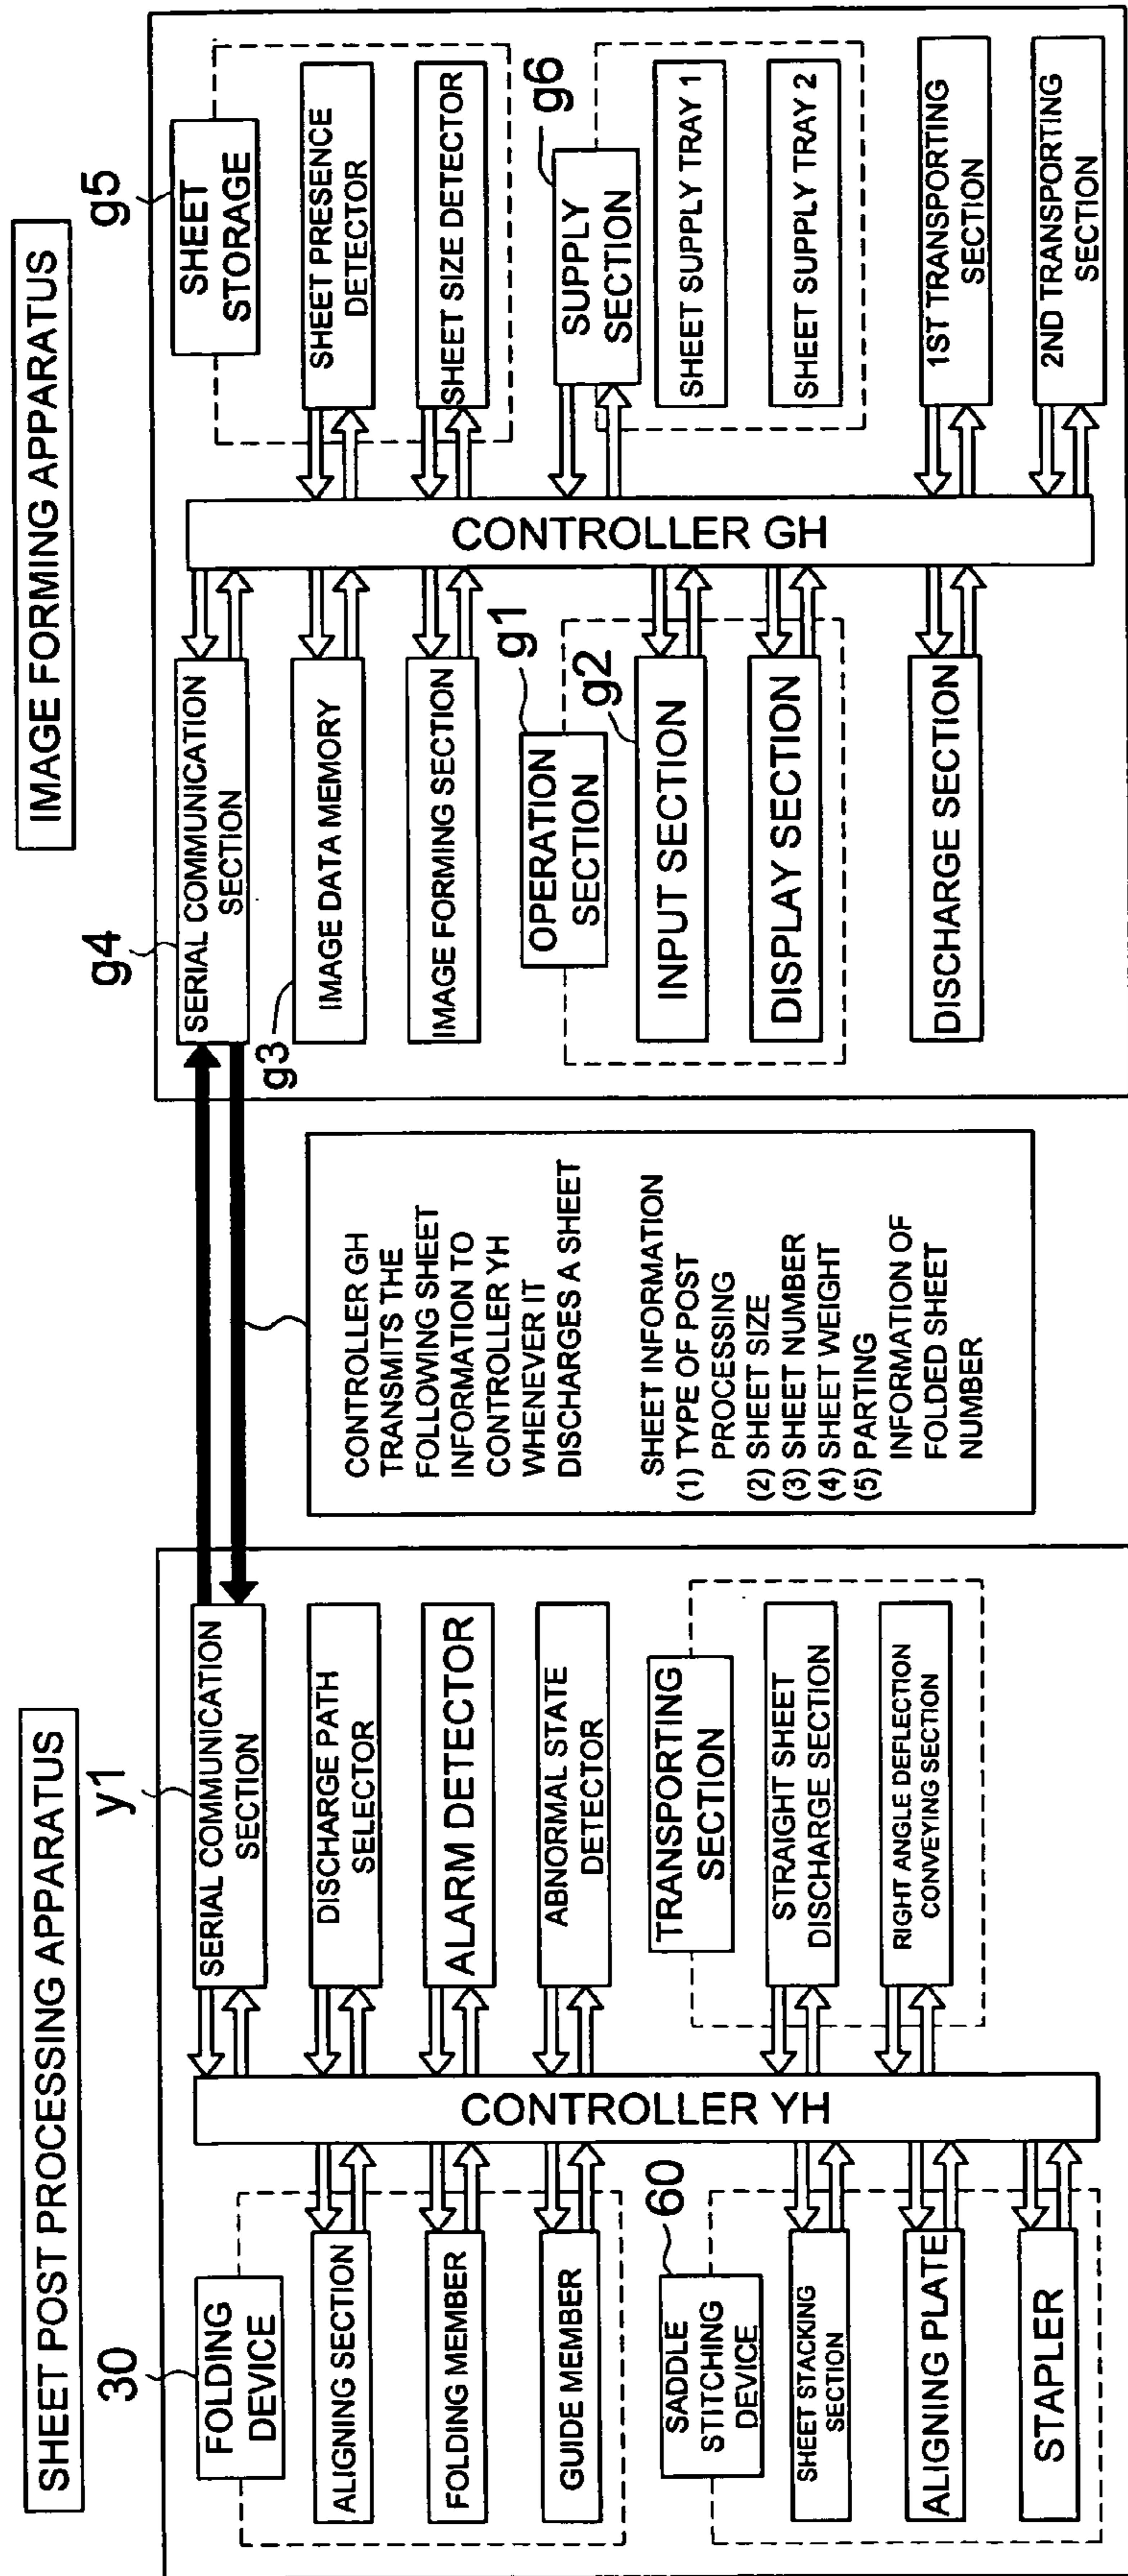 SHEET POST PROCESSING APPARATUS
30
FOLDING
DEVICE
ALIGNING SECTION
FOLDING MEMBER
GUIDE MEMBER
60
SADDLE
STITCHING
DEVICE
SHEET STACKING
SECTION
ALIGNING PLATE
STAPLER
CONTROLLER YH
y1
SERIAL COMMUNICATION
SECTION
DISCHARGE PATH
SELECTOR
ALARM DETECTOR
ABNORMAL STATE
DETECTOR
TRANSPORTING
SECTION
STRAIGHT SHEET
DISCHARGE SECTION
RIGHT ANGLE DEFLECTION
CONVEYING SECTION
CONTROLLER GH
TRANSMITS THE
FOLLOWING SHEET
INFORMATION TO
CONTROLLER YH
WHENEVER IT
DISCHARGES A SHEET
SHEET INFORMATION
(1) TYPE OF POST
PROCESSING
(2) SHEET SIZE
(3) SHEET NUMBER
(4) SHEET WEIGHT
(5) PARTING
INFORMATION OF
FOLDED SHEET
NUMBER
IMAGE FORMING APPARATUS
g4
SERIAL COMMUNICATION
SECTION
g3
IMAGE DATA MEMORY
IMAGE FORMING SECTION
g1
OPERATION
SECTION
g2
INPUT SECTION
DISPLAY SECTION
DISCHARGE SECTION
CONTROLLER GH
g5
SHEET
STORAGE
SHEET PRESENCE
DETECTOR
SHEET SIZE DETECTOR
g6
SUPPLY
SECTION
SHEET SUPPLY TRAY 1
SHEET SUPPLY TRAY 2
1ST TRANSPORTING
SECTION
2ND TRANSPORTING
SECTION